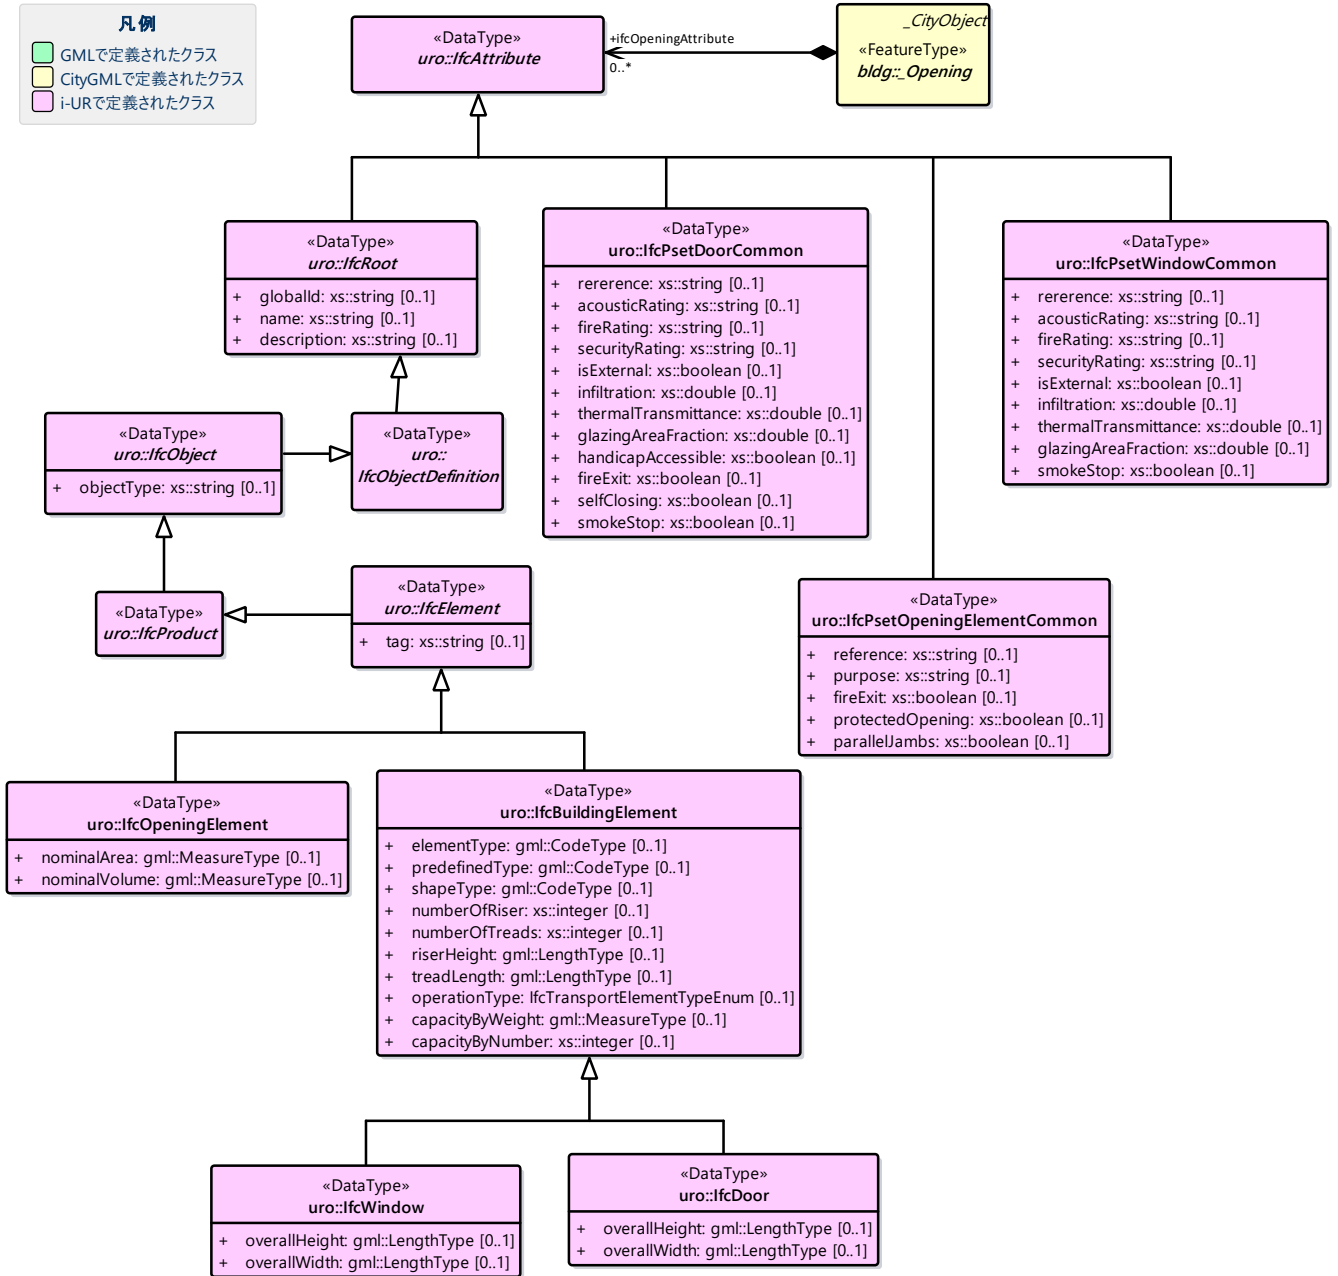 凡例
GMLで定義されたクラス
CityGMLで定義されたクラス
i-URで定義されたクラス
«DataType»
uro::IfcAttribute
+ifcOpeningAttribute
0..*
_CityObject
«FeatureType»
bldg::_Opening
«DataType»
uro::IfcRoot
+ globalId: xs::string [0..1]
+ name: xs::string [0..1]
+ description: xs::string [0..1]
«DataType»
uro::IfcPsetDoorCommon
+ rererence: xs::string [0..1]
+ acousticRating: xs::string [0..1]
+ fireRating: xs::string [0..1]
+ securityRating: xs::string [0..1]
+ isExternal: xs::boolean [0..1]
+ infiltration: xs::double [0..1]
+ thermalTransmittance: xs::double [0..1]
+ glazingAreaFraction: xs::double [0..1]
+ handicapAccessible: xs::boolean [0..1]
+ fireExit: xs::boolean [0..1]
+ selfClosing: xs::boolean [0..1]
+ smokeStop: xs::boolean [0..1]
«DataType»
uro::IfcPsetWindowCommon
+ rererence: xs::string [0..1]
+ acousticRating: xs::string [0..1]
+ fireRating: xs::string [0..1]
+ securityRating: xs::string [0..1]
+ isExternal: xs::boolean [0..1]
+ infiltration: xs::double [0..1]
+ thermalTransmittance: xs::double [0..1]
+ glazingAreaFraction: xs::double [0..1]
+ smokeStop: xs::boolean [0..1]
«DataType»
uro::IfcObject
+ objectType: xs::string [0..1]
«DataType»
uro::
IfcObjectDefinition
«DataType»
uro::IfcProduct
«DataType»
uro::IfcElement
+ tag: xs::string [0..1]
«DataType»
uro::IfcPsetOpeningElementCommon
+ reference: xs::string [0..1]
+ purpose: xs::string [0..1]
+ fireExit: xs::boolean [0..1]
+ protectedOpening: xs::boolean [0..1]
+ parallelJambs: xs::boolean [0..1]
«DataType»
uro::IfcOpeningElement
+ nominalArea: gml::MeasureType [0..1]
+ nominalVolume: gml::MeasureType [0..1]
«DataType»
uro::IfcBuildingElement
+ elementType: gml::CodeType [0..1]
+ predefinedType: gml::CodeType [0..1]
+ shapeType: gml::CodeType [0..1]
+ numberOfRiser: xs::integer [0..1]
+ numberOfTreads: xs::integer [0..1]
+ riserHeight: gml::LengthType [0..1]
+ treadLength: gml::LengthType [0..1]
+ operationType: IfcTransportElementTypeEnum [0..1]
+ capacityByWeight: gml::MeasureType [0..1]
+ capacityByNumber: xs::integer [0..1]
«DataType»
uro::IfcWindow
+ overallHeight: gml::LengthType [0..1]
+ overallWidth: gml::LengthType [0..1]
«DataType»
uro::IfcDoor
+ overallHeight: gml::LengthType [0..1]
+ overallWidth: gml::LengthType [0..1]